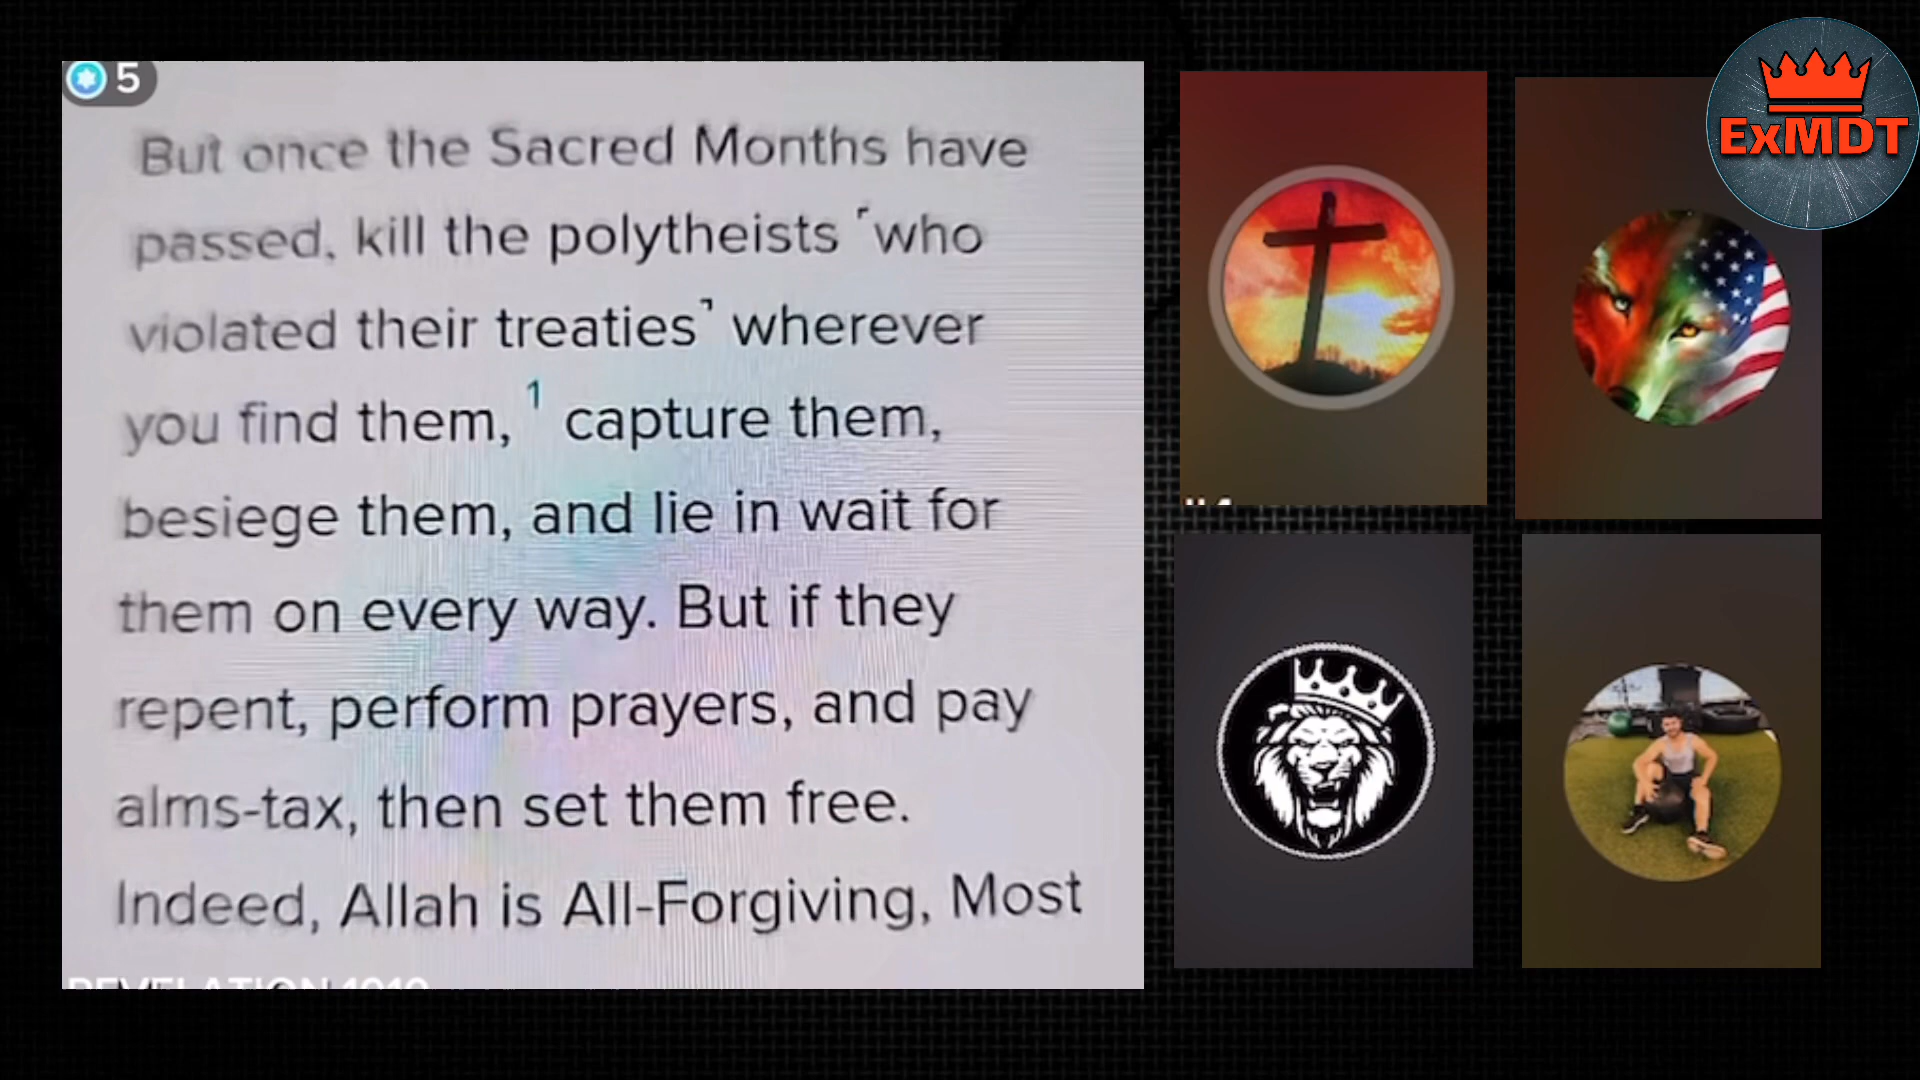 5
But once the Sacred Months have
passed, kill the polytheists ⸢who
violated their treaties⸣ wherever
you find them, 1 capture them,
besiege them, and lie in wait for
them on every way. But if they
repent, perform prayers, and pay
alms-tax, then set them free.
Indeed, Allah is All-Forgiving, Most
REVELATION 1010
ExMDT